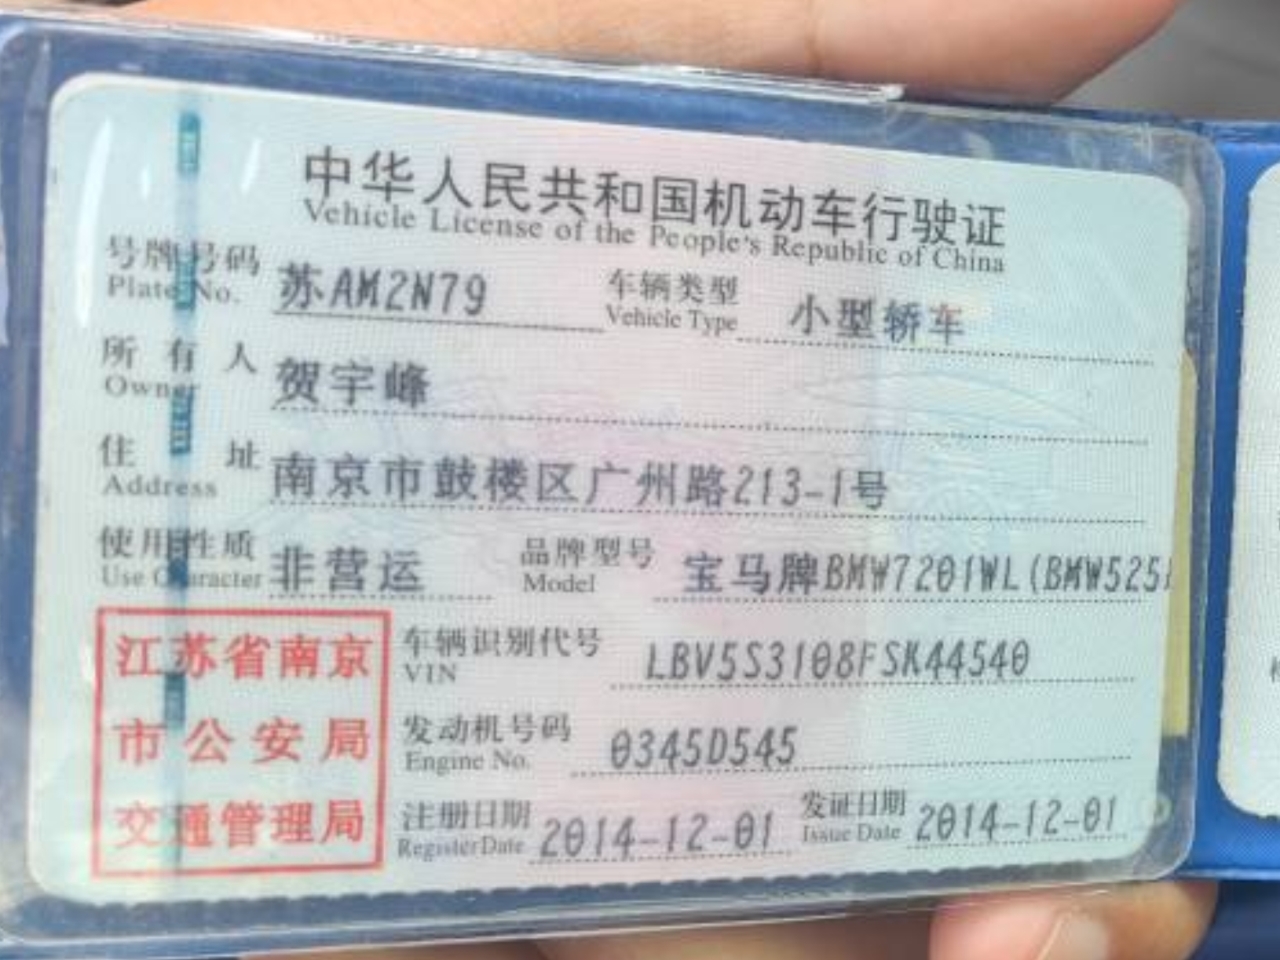 中华人民共和国机动车行驶证
Vehicle License of the People's Republic of China
号牌号码 苏AM2N79 车辆类型 小型轿车
Plate No. Vehicle Type
所有人 贺宇峰
Owner
住址 南京市鼓楼区广州路213-1号
Address
使用性质 非营运 品牌型号 宝马牌BMW7201WL(BMW525
Use Character Model
江苏省南京
市公安局
交通管理局
车辆识别代号 LBV5S3108FSK44540
VIN
发动机号码 0345D545
Engine No.
注册日期 2014-12-01 发证日期 2014-12-01
Register Date Issue Date